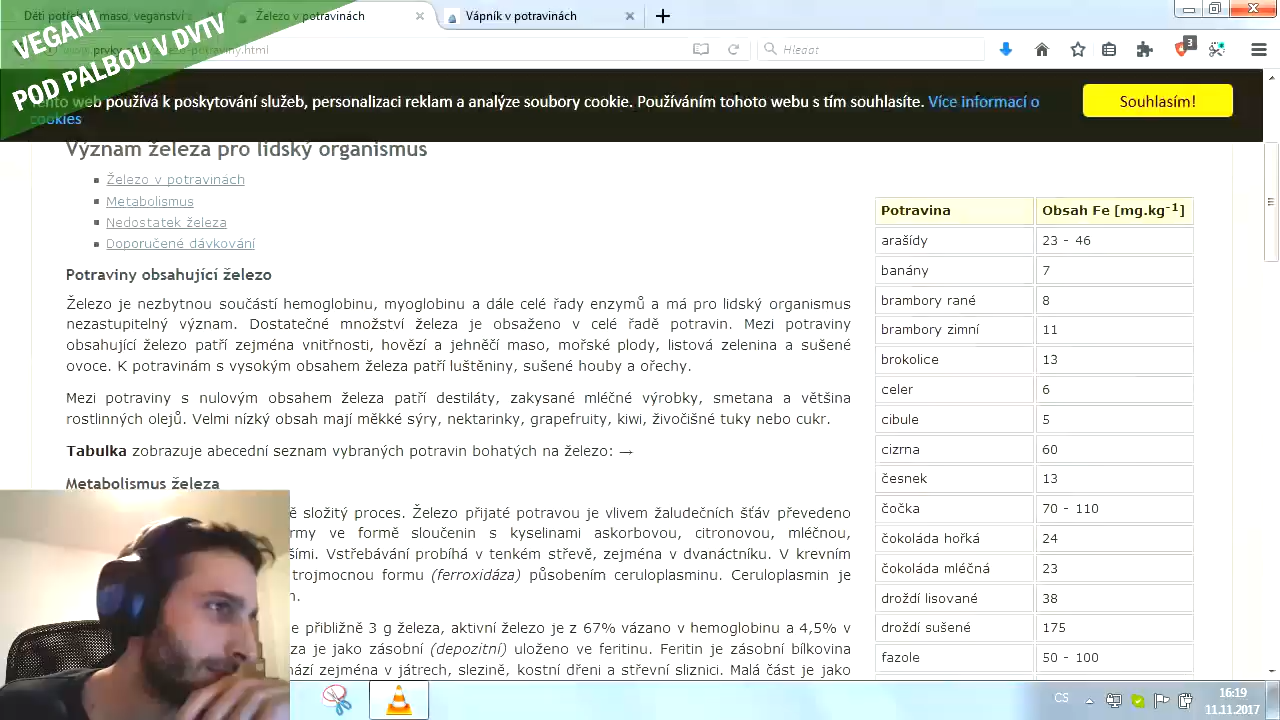 Děti potřebují maso, veganství
Železo v potravinách
Vápník v potravinách
VEGANI
POD PALBOU V DVTV
Hledat
3
Tento web používá k poskytování služeb, personalizaci reklam a analýze soubory cookie. Používáním tohoto webu s tím souhlasíte. Více informací o
cookies
Souhlasím!
Význam železa pro lidský organismus
Železo v potravinách
Metabolismus
Nedostatek železa
Doporučené dávkování
Potraviny obsahující železo
Železo je nezbytnou součástí hemoglobinu, myoglobinu a dále celé řady enzymů a má pro lidský organismus
nezastupitelný význam. Dostatečné množství železa je obsaženo v celé řadě potravin. Mezi potraviny
obsahující železo patří zejména vnitřnosti, hovězí a jehněčí maso, mořské plody, listová zelenina a sušené
ovoce. K potravinám s vysokým obsahem železa patří luštěniny, sušené houby a ořechy.
Mezi potraviny s nulovým obsahem železa patří destiláty, zakysané mléčné výrobky, smetana a většina
rostlinných olejů. Velmi nízký obsah mají měkké sýry, nektarinky, grapefruity, kiwi, živočišné tuky nebo cukr.
Tabulka zobrazuje abecední seznam vybraných potravin bohatých na železo: →
Metabolismus železa
složitý proces. Železo přijaté potravou je vlivem žaludečních šťáv převedeno
rmy ve formě sloučenin s kyselinami askorbovou, citronovou, mléčnou,
šími. Vstřebávání probíhá v tenkém střevě, zejména v dvanáctníku. V krevním
trojmocnou formu (ferroxidáza) působením ceruloplasminu. Ceruloplasmin je
n.
e přibližně 3 g železa, aktivní železo je z 67% vázano v hemoglobinu a 4,5% v
za je jako zásobní (depozitní) uloženo ve feritinu. Feritin je zásobní bílkovina
hází zejména v játrech, slezině, kostní dřeni a střevní sliznici. Malá část je jako
Potravina Obsah Fe [mg.kg-1]
arašídy 23 - 46
banány 7
brambory rané 8
brambory zimní 11
brokolice 13
celer 6
cibule 5
cizrna 60
česnek 13
čočka 70 - 110
čokoláda hořká 24
čokoláda mléčná 23
droždí lisované 38
droždí sušené 175
fazole 50 - 100
CS
16:19
11.11.2017